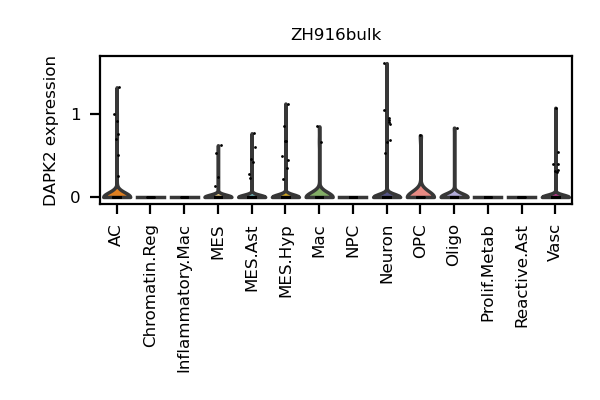 ZH916bulk
DAPK2 expression
1
0
AC
Chromatin.Reg
Inflammatory.Mac
MES
MES.Ast
MES.Hyp
Mac
NPC
Neuron
OPC
Oligo
Prolif.Metab
Reactive.Ast
Vasc